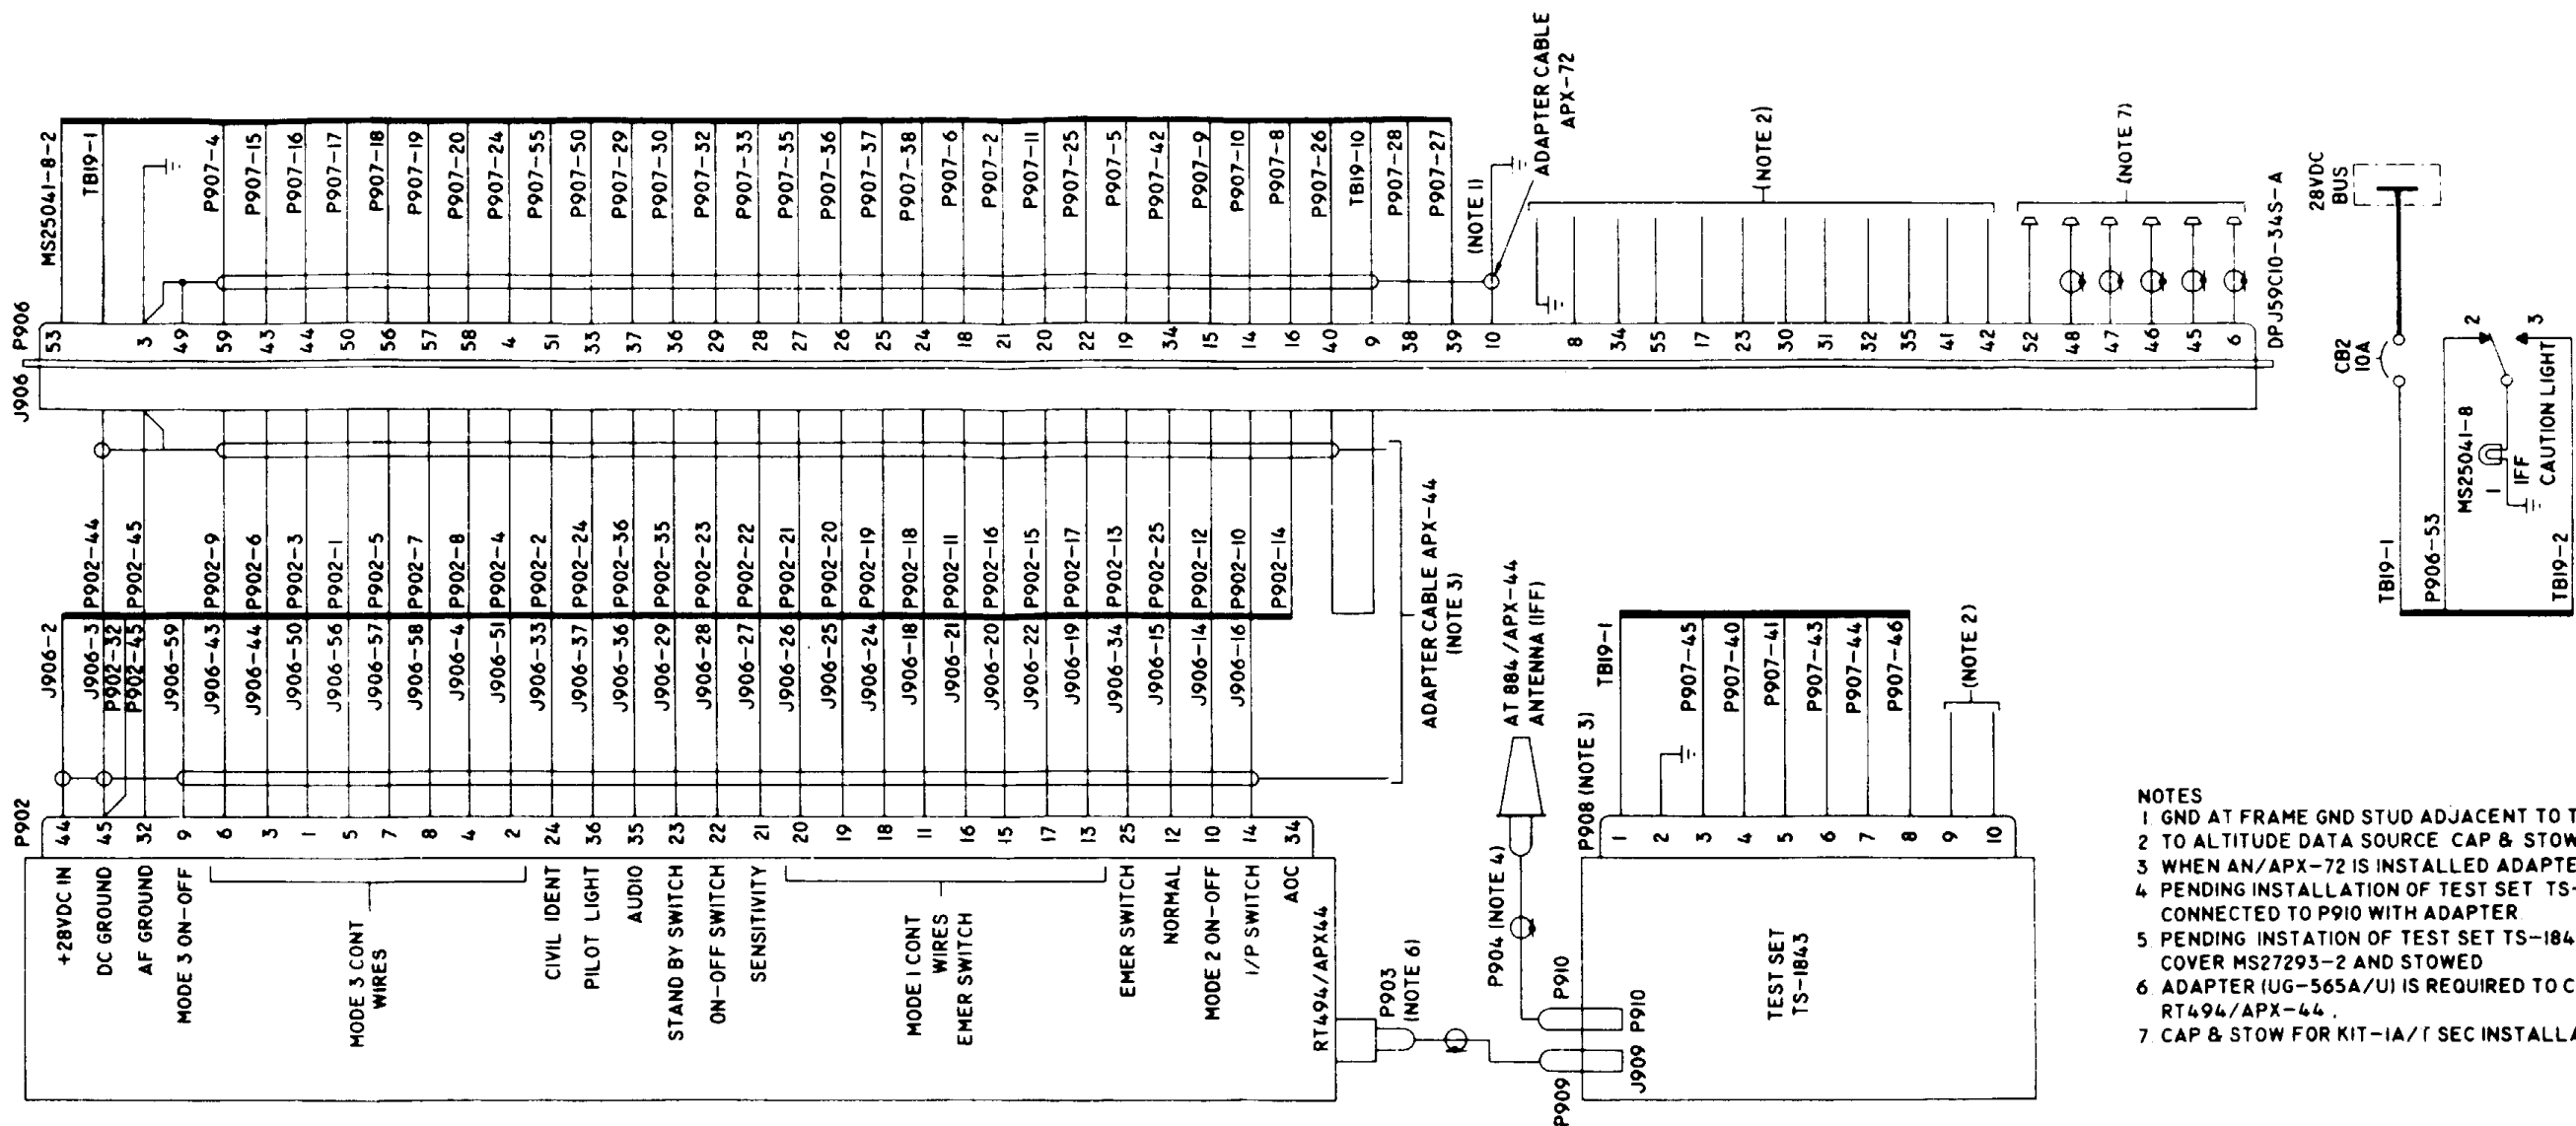 J906
P906
53
3
49
59
43
44
50
56
57
58
4
51
33
37
36
29
28
27
26
25
24
18
21
20
22
19
34
15
14
16
40
9
38
39
10
8
34
55
17
23
30
31
32
35
41
42
52
48
47
46
45
6
DPJ59C10-34S-A
MS25041-8-2
TB19-1
P907-4
P907-15
P907-16
P907-17
P907-18
P907-19
P907-20
P907-24
P907-55
P907-50
P907-29
P907-30
P907-32
P907-33
P907-35
P907-36
P907-37
P907-38
P907-6
P907-2
P907-11
P907-25
P907-5
P907-42
P907-9
P907-10
P907-8
P907-26
TB19-10
P907-28
P907-27
(NOTE 1)
ADAPTER CABLE
APX-72
(NOTE 2)
(NOTE 7)
28VDC
BUS
CB2
10A
2
3
MS25041-8
1
IFF
CAUTION LIGHT
TB19-1
P906-53
TB19-2
P902-44
P902-45
P902-9
P902-6
P902-3
P902-1
P902-5
P902-7
P902-8
P902-4
P902-2
P902-24
P902-36
P902-35
P902-23
P902-22
P902-21
P902-20
P902-19
P902-18
P902-11
P902-16
P902-15
P902-17
P902-13
P902-25
P902-12
P902-10
P902-14
J906-2
J906-3
P902-32
P902-45
J906-59
J906-43
J906-44
J906-50
J906-56
J906-57
J906-58
J906-4
J906-51
J906-33
J906-37
J906-36
J906-29
J906-28
J906-27
J906-26
J906-25
J906-24
J906-18
J906-21
J906-20
J906-22
J906-19
J906-34
J906-15
J906-14
J906-16
ADAPTER CABLE APX-44
(NOTE 3)
P902
44
45
32
9
6
3
1
5
7
8
4
2
24
36
35
23
22
21
20
19
18
11
16
15
17
13
25
12
10
14
34
+28VDC IN
DC GROUND
AF GROUND
MODE 3 ON-OFF
MODE 3 CONT
WIRES
CIVIL IDENT
PILOT LIGHT
AUDIO
STAND BY SWITCH
ON-OFF SWITCH
SENSITIVITY
MODE 1 CONT
WIRES
EMER SWITCH
EMER SWITCH
NORMAL
MODE 2 ON-OFF
I/P SWITCH
AOC
RT494/APX44
P903
(NOTE 6)
P904 (NOTE 4)
AT 884/APX-44
ANTENNA (IFF)
P910
P910
P909
J909
P908 (NOTE 3)
1
2
3
4
5
6
7
8
9
10
TB19-1
P907-45
P907-40
P907-41
P907-43
P907-44
P907-46
(NOTE 2)
TEST SET
TS-1843
NOTES
1. GND AT FRAME GND STUD ADJACENT TO T
2 TO ALTITUDE DATA SOURCE CAP & STOW
3 WHEN AN/APX-72 IS INSTALLED ADAPTE
4 PENDING INSTALLATION OF TEST SET TS-
CONNECTED TO P910 WITH ADAPTER
5. PENDING INSTATION OF TEST SET TS-184
COVER MS27293-2 AND STOWED
6. ADAPTER (UG-565A/U) IS REQUIRED TO C
RT494/APX-44.
7. CAP & STOW FOR KIT-1A/ SEC INSTALLA